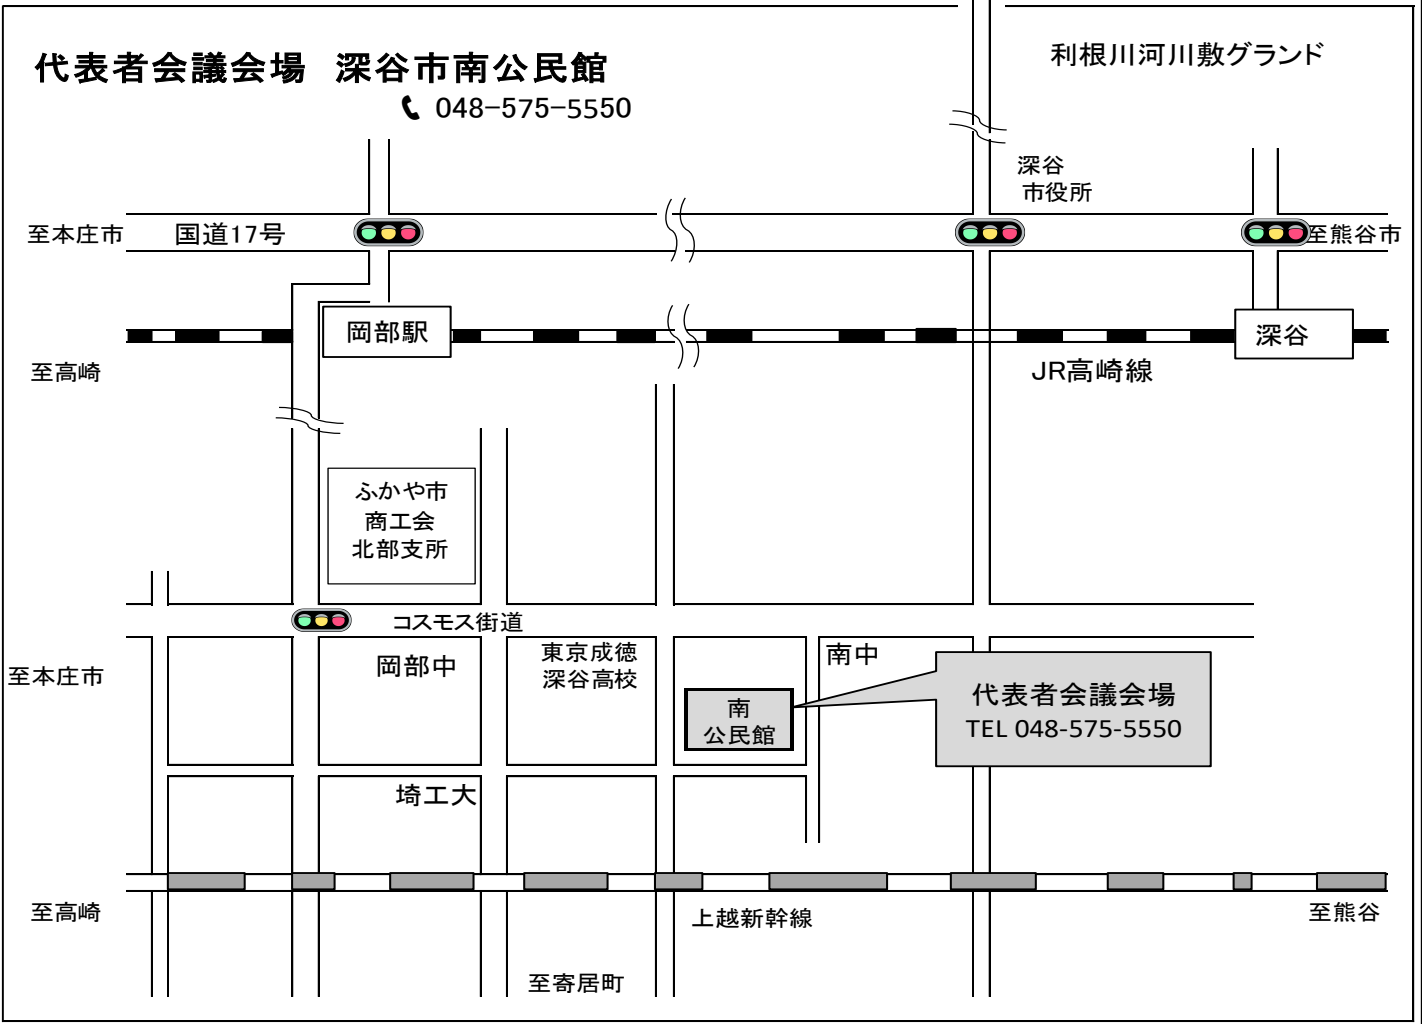 代表者会議会場　深谷市南公民館
048-575-5550
利根川河川敷グランド
深谷
市役所
至本庄市
国道17号
至熊谷市
岡部駅
深谷
至高崎
JR高崎線
ふかや市
商工会
北部支所
コスモス街道
至本庄市
岡部中
東京成徳
深谷高校
南中
南
公民館
代表者会議会場
TEL 048-575-5550
埼工大
至高崎
上越新幹線
至熊谷
至寄居町